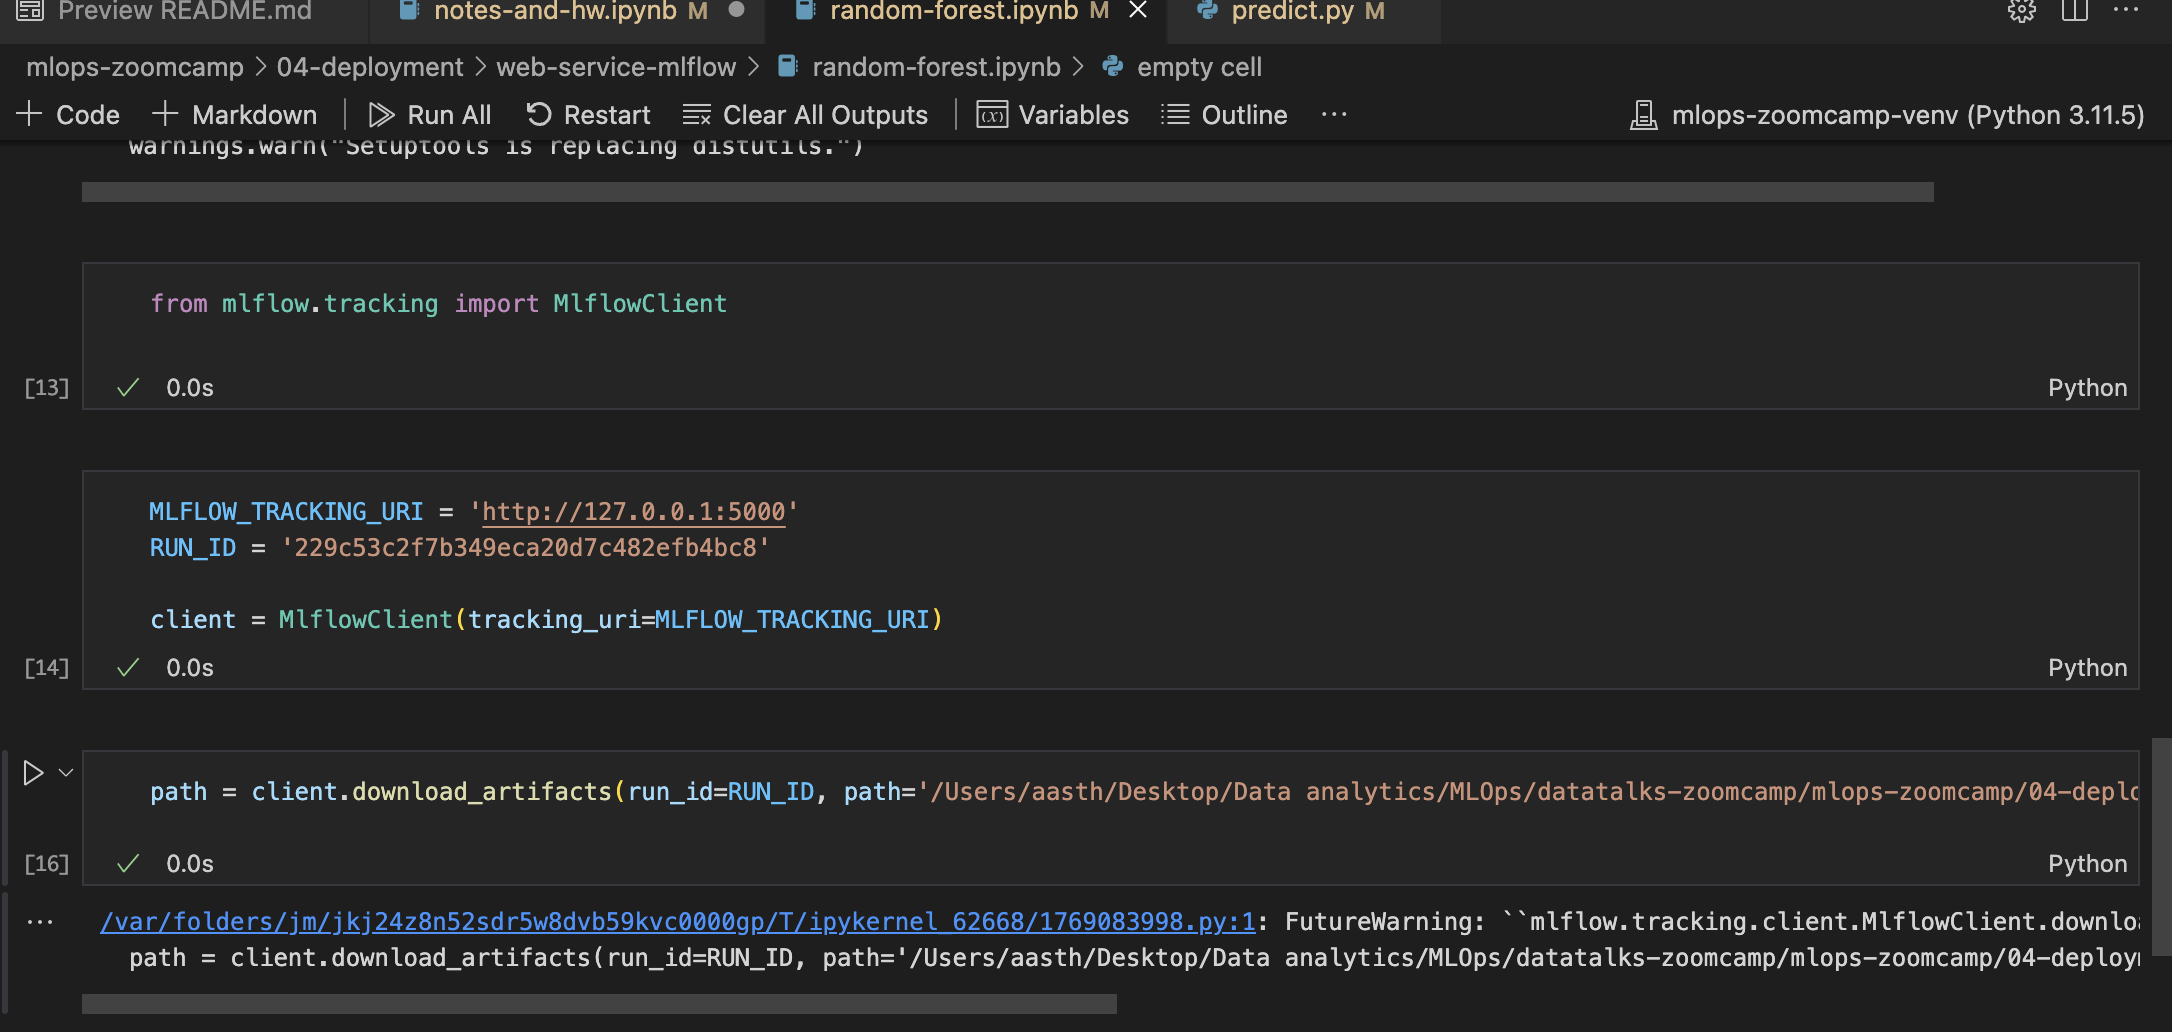 Preview README.md notes-and-hw.ipynb M random-forest.ipynb M predict.py M
mlops-zoomcamp > 04-deployment > web-service-mlflow > random-forest.ipynb > empty cell
Code Markdown Run All Restart Clear All Outputs Variables Outline ... mlops-zoomcamp-venv (Python 3.11.5)
warnings.warn("Setuptools is replacing distutils.")
from mlflow.tracking import MlflowClient
[13] 0.0s Python
MLFLOW_TRACKING_URI = 'http://127.0.0.1:5000'
RUN_ID = '229c53c2f7b349eca20d7c482efb4bc8'
client = MlflowClient(tracking_uri=MLFLOW_TRACKING_URI)
[14] 0.0s Python
path = client.download_artifacts(run_id=RUN_ID, path='/Users/aasth/Desktop/Data analytics/MLOps/datatalks-zoomcamp/mlops-zoomcamp/04-deplo
[16] 0.0s Python
/var/folders/jm/jkj24z8n52sdr5w8dvb59kvc0000gp/T/ipykernel_62668/1769083998.py:1: FutureWarning: ``mlflow.tracking.client.MlflowClient.downloa
path = client.download_artifacts(run_id=RUN_ID, path='/Users/aasth/Desktop/Data analytics/MLOps/datatalks-zoomcamp/mlops-zoomcamp/04-deploy